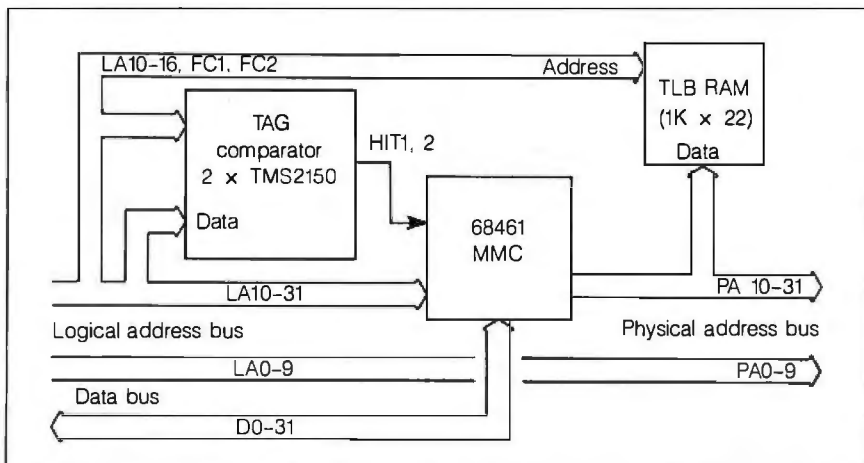 LA10-16, FC1, FC2
Address
TLB RAM
(1K x 22)
Data
TAG
comparator
2 x TMS2150
Data
HIT1, 2
68461
MMC
LA10-31
PA 10-31
Logical address bus
Physical address bus
LA0-9
PA0-9
Data bus
D0-31